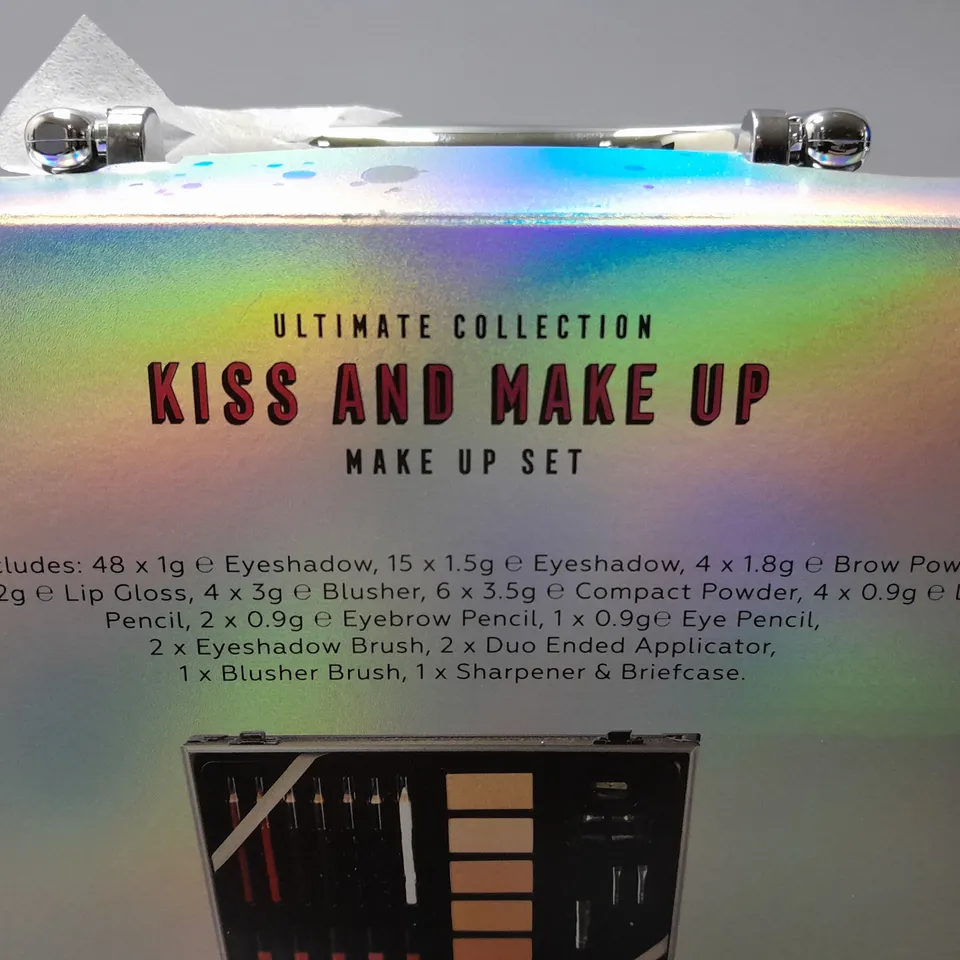 ULTIMATE COLLECTION
KISS AND MAKE UP
MAKE UP SET
cludes: 48 x 1g ℮ Eyeshadow, 15 x 1.5g ℮ Eyeshadow, 4 x 1.8g ℮ Brow Pow
2g ℮ Lip Gloss, 4 x 3g ℮ Blusher, 6 x 3.5g ℮ Compact Powder, 4 x 0.9g ℮
Pencil, 2 x 0.9g ℮ Eyebrow Pencil, 1 x 0.9g℮ Eye Pencil,
2 x Eyeshadow Brush, 2 x Duo Ended Applicator,
1 x Blusher Brush, 1 x Sharpener & Briefcase.